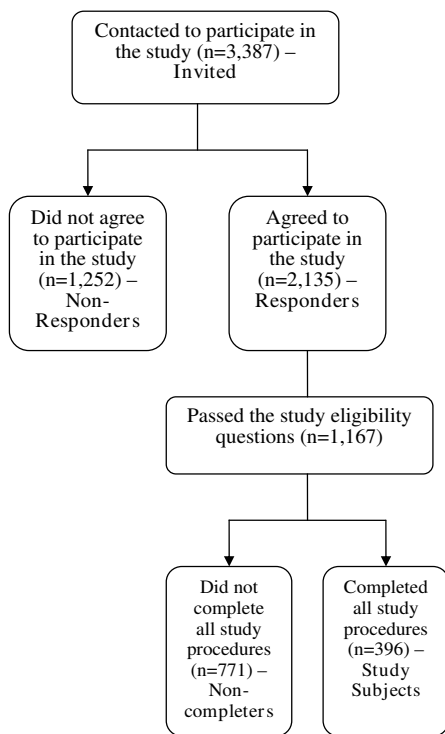 Contacted to participate in
the study (n=3,387) –
Invited
Did not agree
to participate
in the study
(n=1,252) –
Non-
Responders
Agreed to
participate in
the study
(n=2,135) –
Responders
Passed the study eligibility
questions (n=1,167)
Did not
complete
all study
procedures
(n=771) –
Non-
completers
Completed
all study
procedures
(n=396) –
Study
Subjects